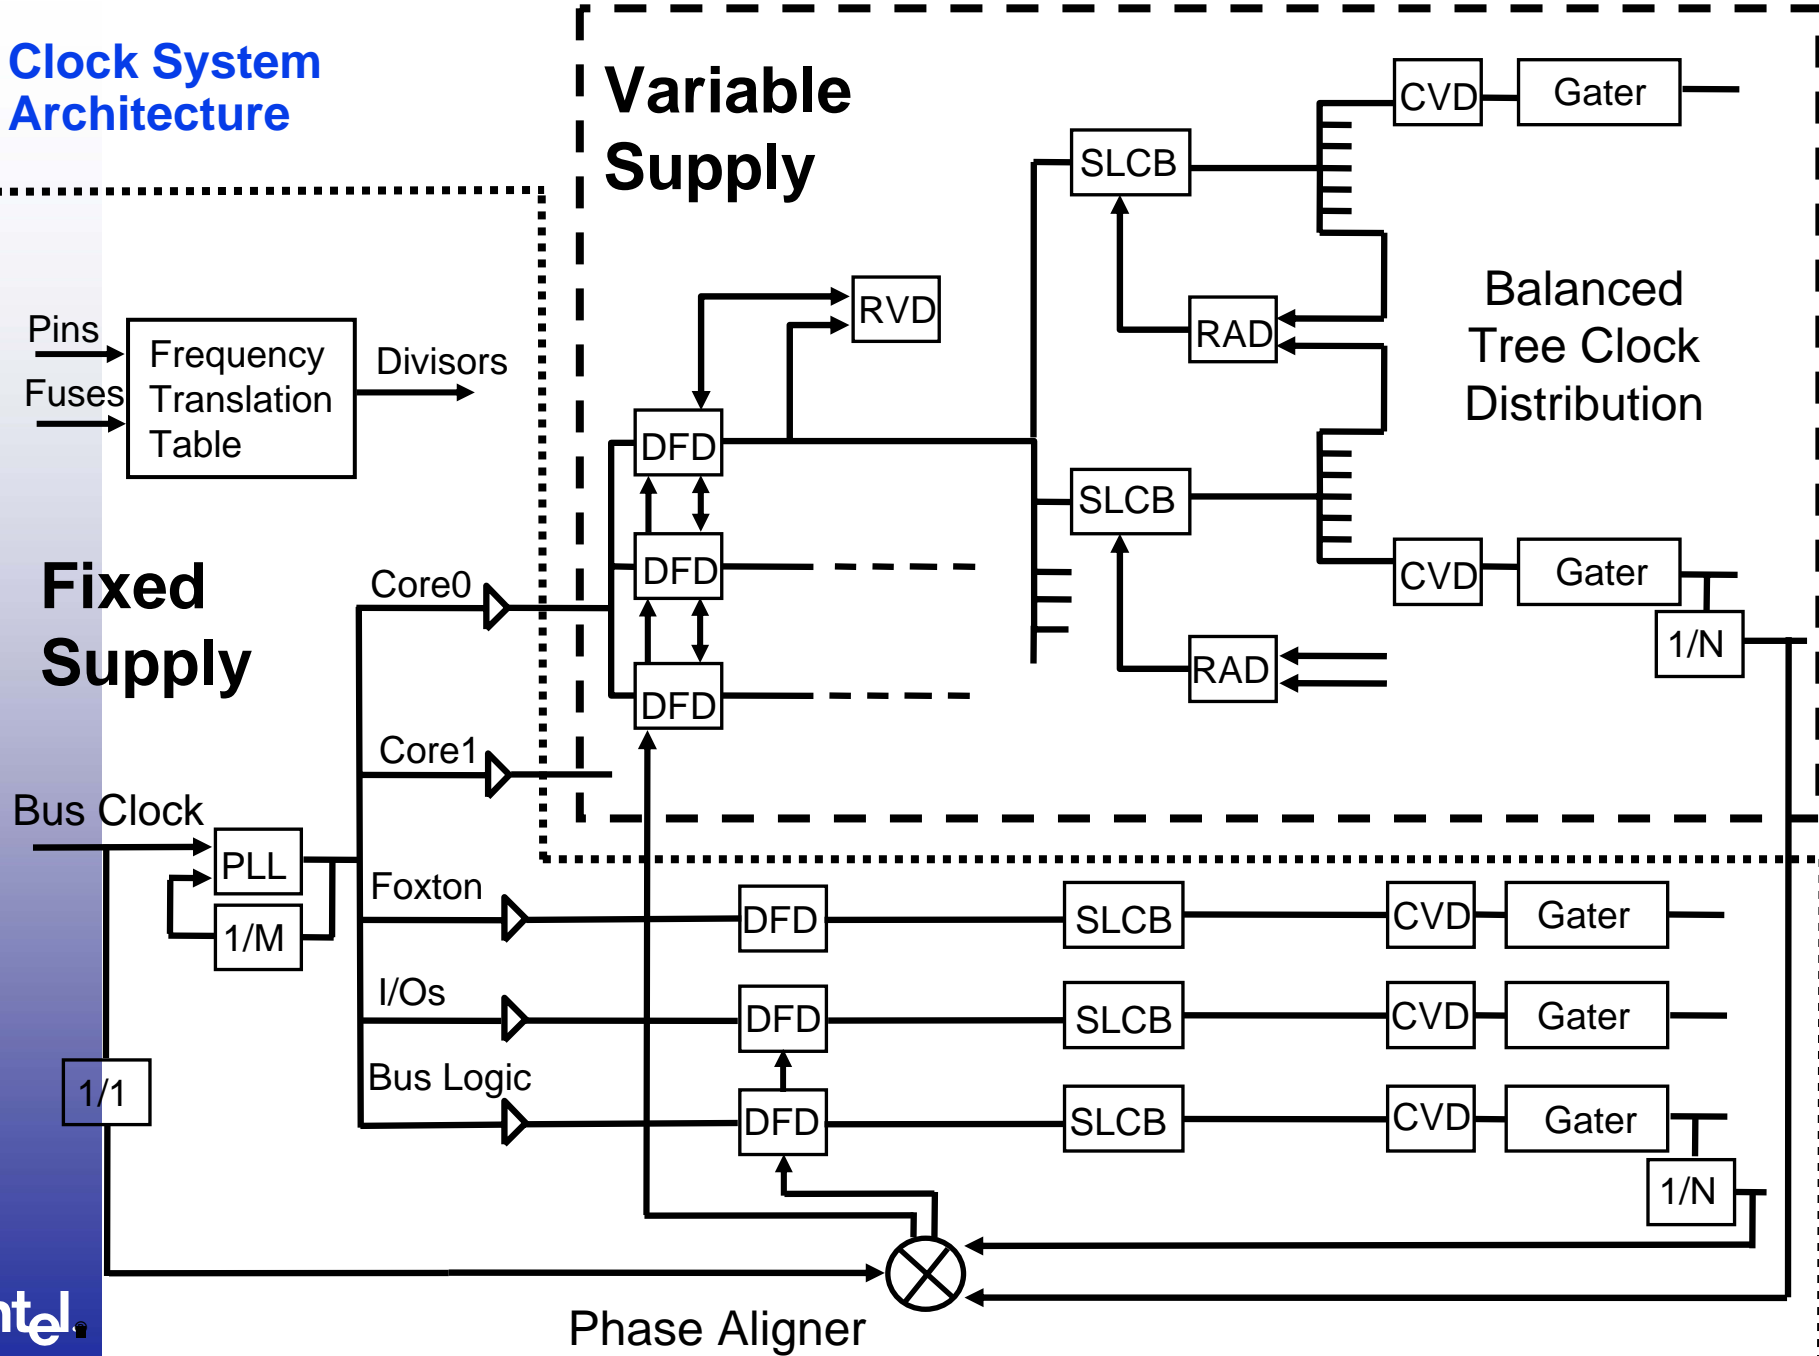 Clock System
Architecture
Variable
Supply
CVD
Gater
SLCB
RAD
RVD
Balanced
Tree Clock
Distribution
Pins
Fuses
Frequency
Translation
Table
Divisors
DFD
SLCB
DFD
CVD
Gater
1/N
RAD
DFD
Fixed
Supply
Core0
Core1
Bus Clock
PLL
1/M
Foxton
DFD
SLCB
CVD
Gater
I/Os
DFD
SLCB
CVD
Gater
1/1
Bus Logic
DFD
SLCB
CVD
Gater
1/N
Phase Aligner
ntel.